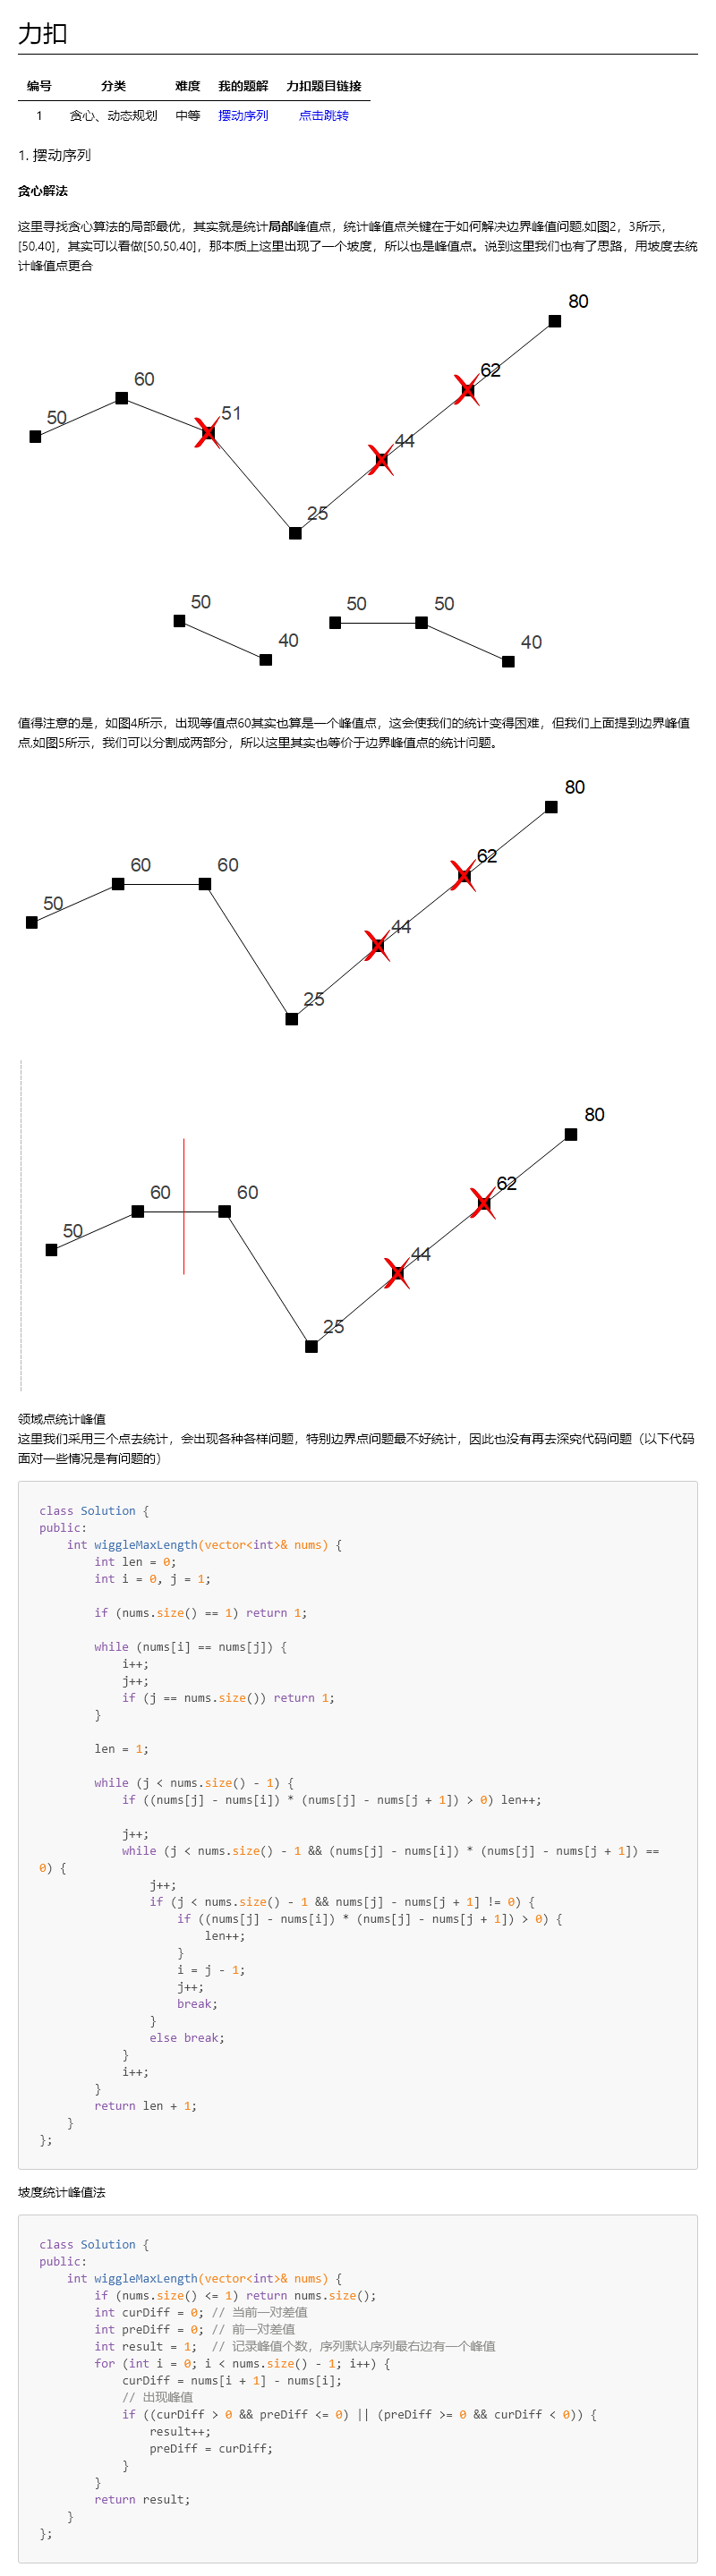 力扣
编号 分类 难度 我的题解 力扣题目链接
1 贪心、动态规划 中等 摆动序列 点击跳转
1. 摆动序列
贪心解法
这里寻找贪心算法的局部最优，其实就是统计局部峰值点，统计峰值点关键在于如何解决边界峰值问题.如图2，3所示，
[50,40]，其实可以看做[50,50,40]，那本质上这里出现了一个坡度，所以也是峰值点。说到这里我们也有了思路，用坡度去统
计峰值点更合
80
62
60
51
50
44
25
50
40
50
50
40
值得注意的是，如图4所示，出现等值点60其实也算是一个峰值点，这会使我们的统计变得困难，但我们上面提到边界峰值
点,如图5所示，我们可以分割成两部分，所以这里其实也等价于边界峰值点的统计问题。
80
62
60
60
50
44
25
80
62
60
60
50
44
25
领域点统计峰值
这里我们采用三个点去统计，会出现各种各样问题，特别边界点问题最不好统计，因此也没有再去深究代码问题（以下代码
面对一些情况是有问题的）
class Solution {
public:
    int wiggleMaxLength(vector<int>& nums) {
        int len = 0;
        int i = 0, j = 1;
        if (nums.size() == 1) return 1;
        while (nums[i] == nums[j]) {
            i++;
            j++;
            if (j == nums.size()) return 1;
        }
        len = 1;
        while (j < nums.size() - 1) {
            if ((nums[j] - nums[i]) * (nums[j] - nums[j + 1]) > 0) len++;
            j++;
            while (j < nums.size() - 1 && (nums[j] - nums[i]) * (nums[j] - nums[j + 1]) ==
0) {
                j++;
                if (j < nums.size() - 1 && nums[j] - nums[j + 1] != 0) {
                    if ((nums[j] - nums[i]) * (nums[j] - nums[j + 1]) > 0) {
                        len++;
                    }
                    i = j - 1;
                    j++;
                    break;
                }
                else break;
            }
            i++;
        }
        return len + 1;
    }
};
坡度统计峰值法
class Solution {
public:
    int wiggleMaxLength(vector<int>& nums) {
        if (nums.size() <= 1) return nums.size();
        int curDiff = 0; // 当前一对差值
        int preDiff = 0; // 前一对差值
        int result = 1;  // 记录峰值个数，序列默认序列最右边有一个峰值
        for (int i = 0; i < nums.size() - 1; i++) {
            curDiff = nums[i + 1] - nums[i];
            // 出现峰值
            if ((curDiff > 0 && preDiff <= 0) || (preDiff >= 0 && curDiff < 0)) {
                result++;
                preDiff = curDiff;
            }
        }
        return result;
    }
};